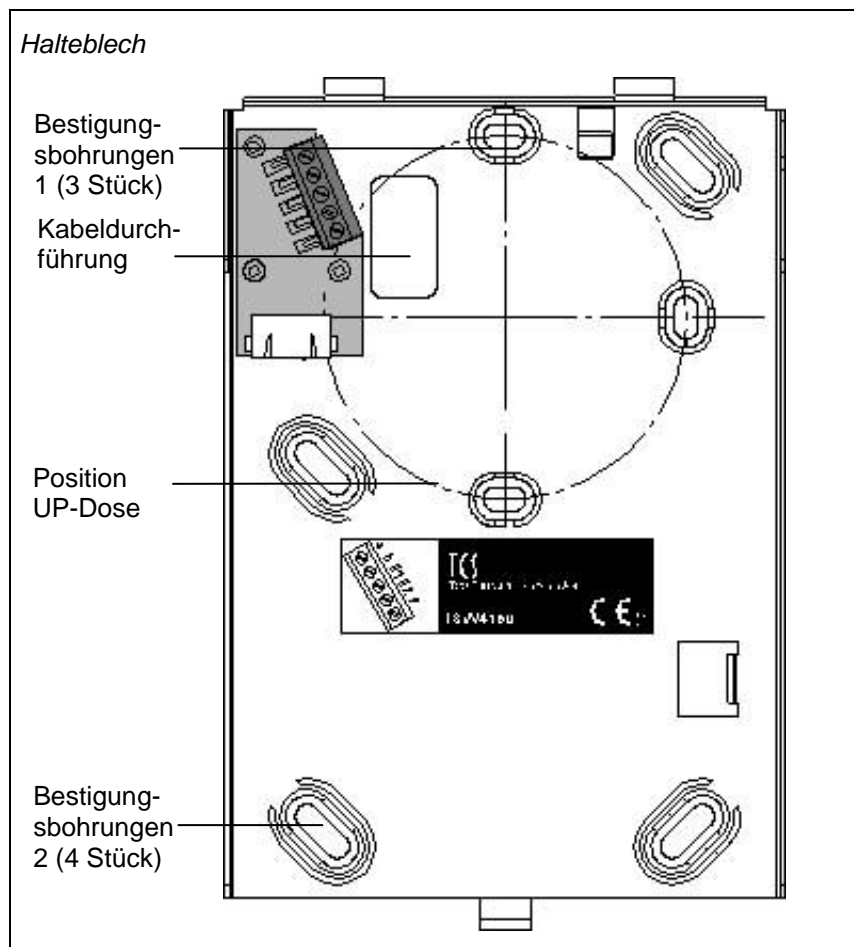 Halteblech
Bestigung-
sbohrungen
1 (3 Stück)
Kabeldurch-
führung
Position
UP-Dose
TCS
CE
Bestigung-
sbohrungen
2 (4 Stück)